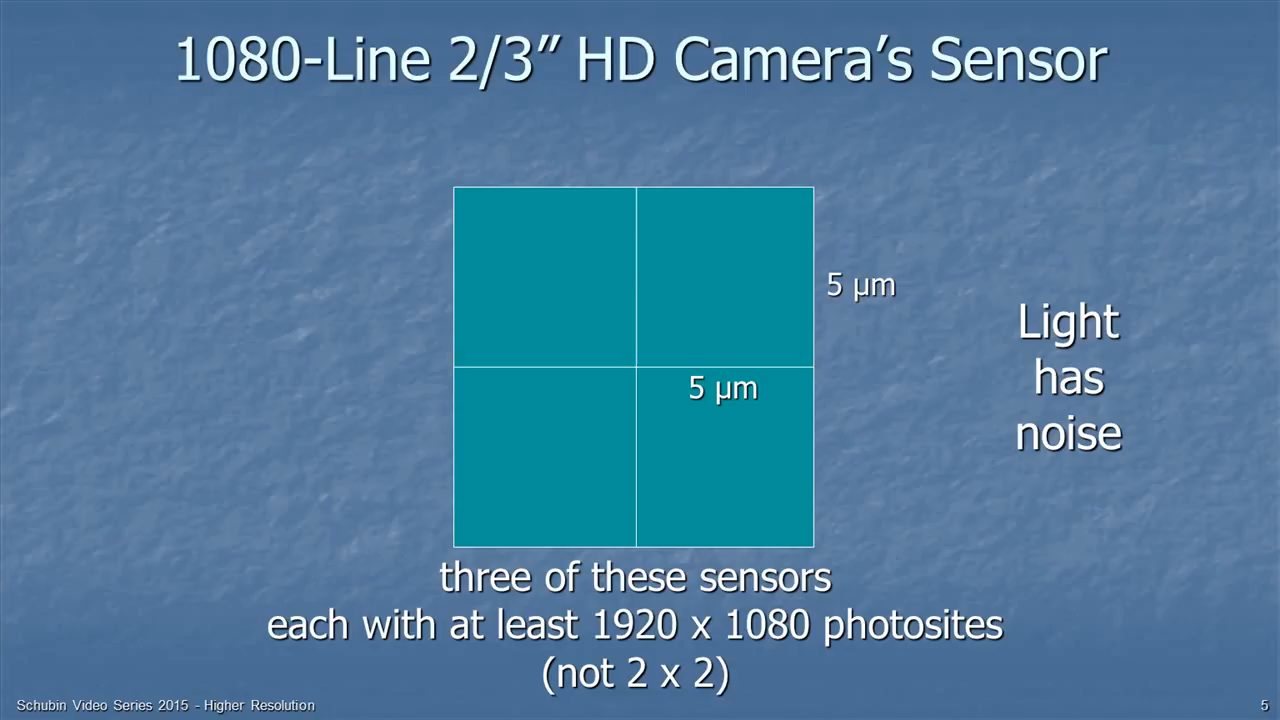 1080-Line 2/3” HD Camera’s Sensor
5 µm
5 µm
Light
has
noise
three of these sensors
each with at least 1920 x 1080 photosites
(not 2 x 2)
Schubin Video Series 2015 - Higher Resolution
5